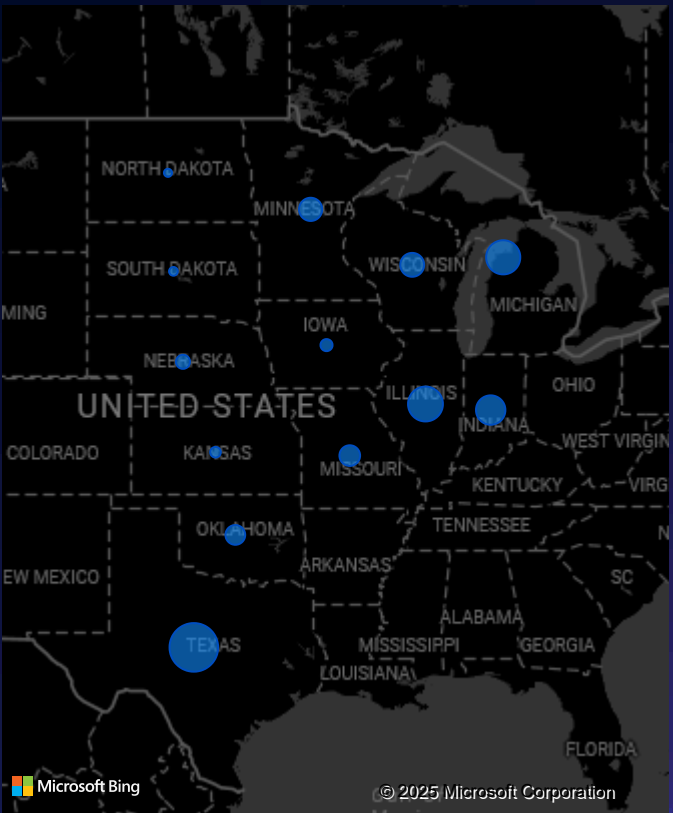 NORTH DAKOTA
MINNESOTA
SOUTH DAKOTA
WISCONSIN
MICHIGAN
MING
IOWA
NEBRASKA
OHIO
ILLINOIS
UNITED STATES
INDIANA
WEST VIRGIN
COLORADO
KANSAS
MISSOURI
KENTUCKY
VIRG
OKLAHOMA
TENNESSEE
N
ARKANSAS
EW MEXICO
SC
ALABAMA
TEXAS
MISSISSIPPI
GEORGIA
LOUISIANA
FLORIDA
Microsoft Bing
© 2025 Microsoft Corporation